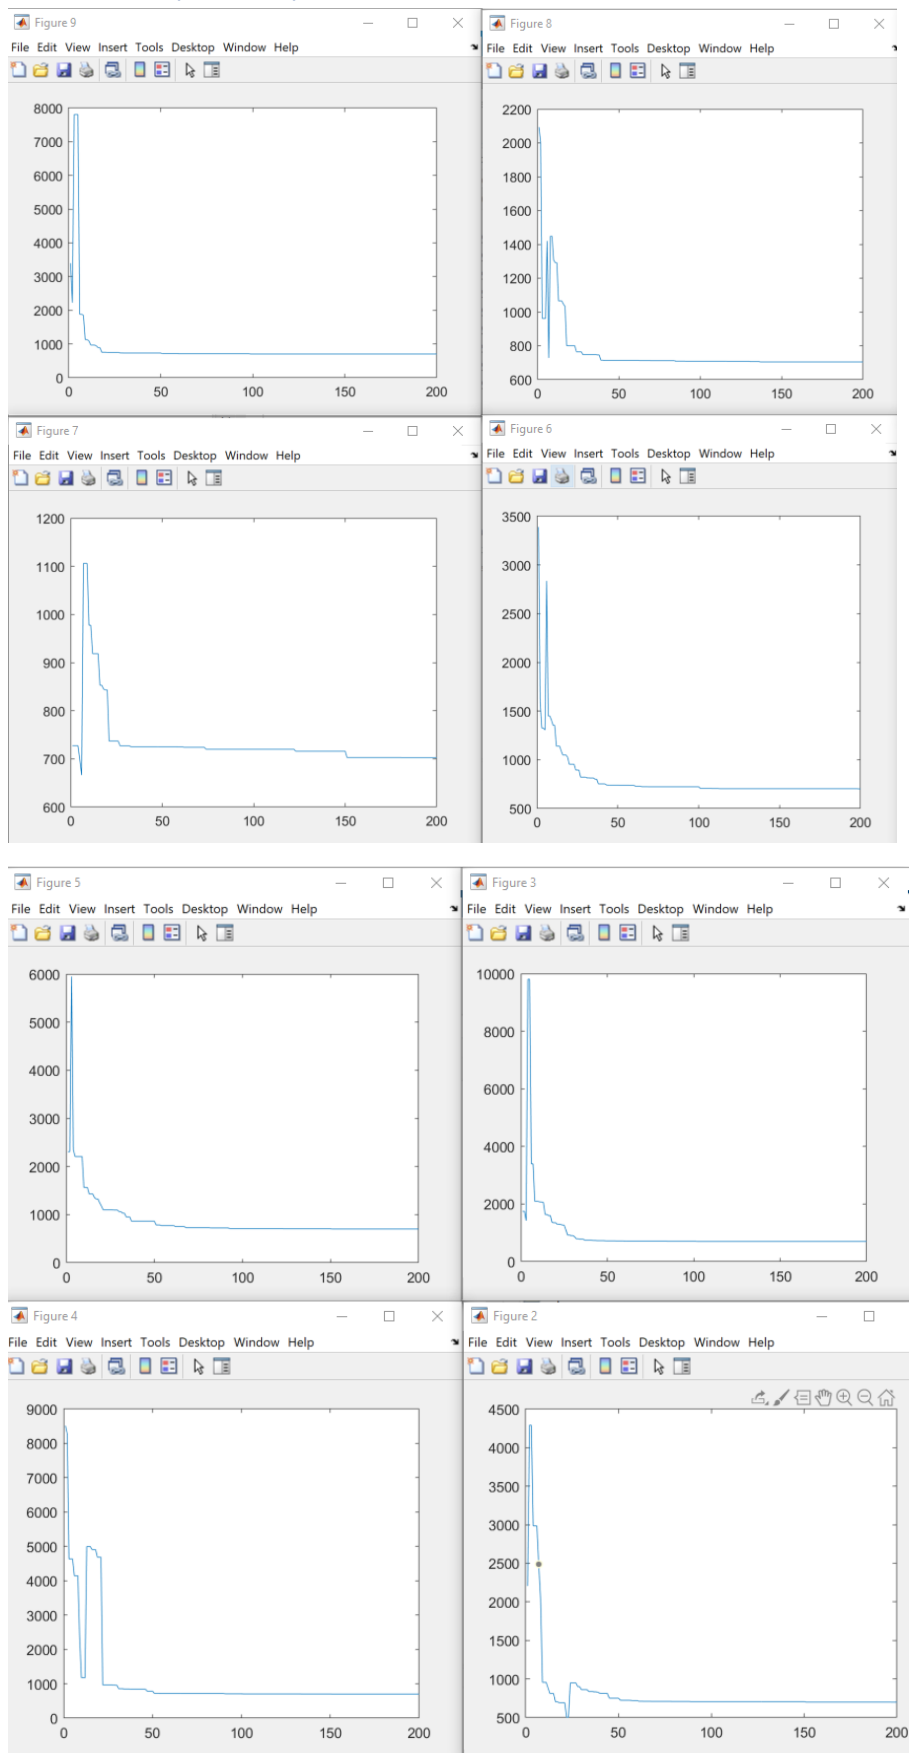 Figure 9
File Edit View Insert Tools Desktop Window Help
8000
7000
6000
5000
4000
3000
2000
1000
0
0 50 100 150 200
Figure 8
File Edit View Insert Tools Desktop Window Help
2200
2000
1800
1600
1400
1200
1000
800
600
0 50 100 150 200
Figure 7
File Edit View Insert Tools Desktop Window Help
1200
1100
1000
900
800
700
600
0 50 100 150 200
Figure 6
File Edit View Insert Tools Desktop Window Help
3500
3000
2500
2000
1500
1000
500
0 50 100 150 200
Figure 5
File Edit View Insert Tools Desktop Window Help
6000
5000
4000
3000
2000
1000
0
0 50 100 150 200
Figure 3
File Edit View Insert Tools Desktop Window Help
10000
8000
6000
4000
2000
0
0 50 100 150 200
Figure 4
File Edit View Insert Tools Desktop Window Help
9000
8000
7000
6000
5000
4000
3000
2000
1000
0
0 50 100 150 200
Figure 2
File Edit View Insert Tools Desktop Window Help
4500
4000
3500
3000
2500
2000
1500
1000
500
0 50 100 150 200